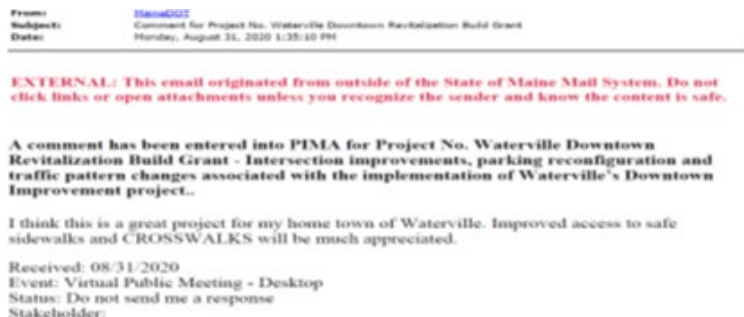 From: MaineDOT
Subject: Comment for Project No. Waterville Downtown Revitalization Build Grant
Date: Monday, August 31, 2020 1:35:10 PM
EXTERNAL: This email originated from outside of the State of Maine Mail System. Do not
click links or open attachments unless you recognize the sender and know the content is safe.
A comment has been entered into PIMA for Project No. Waterville Downtown
Revitalization Build Grant - Intersection improvements, parking reconfiguration and
traffic pattern changes associated with the implementation of Waterville's Downtown
Improvement project..
I think this is a great project for my home town of Waterville. Improved access to safe
sidewalks and CROSSWALKS will be much appreciated.
Received: 08/31/2020
Event: Virtual Public Meeting - Desktop
Status: Do not send me a response
Stakeholder: